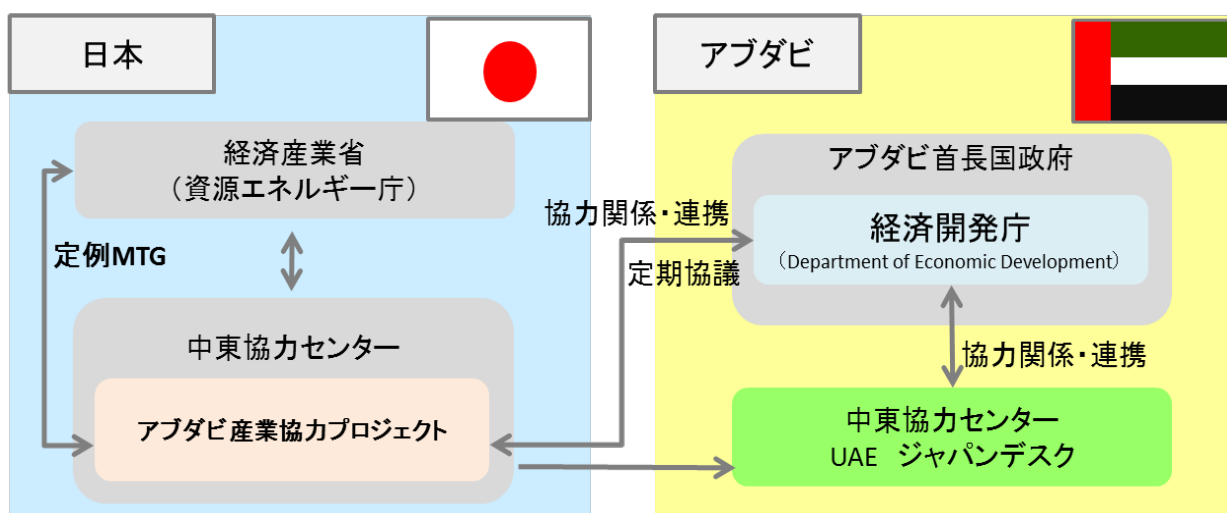 日本
経済産業省
（資源エネルギー庁）
定例MTG
中東協力センター
アブダビ産業協力プロジェクト
協力関係・連携
定期協議
アブダビ
アブダビ首長国政府
経済開発庁
（Department of Economic Development）
協力関係・連携
中東協力センター
UAE　ジャパンデスク